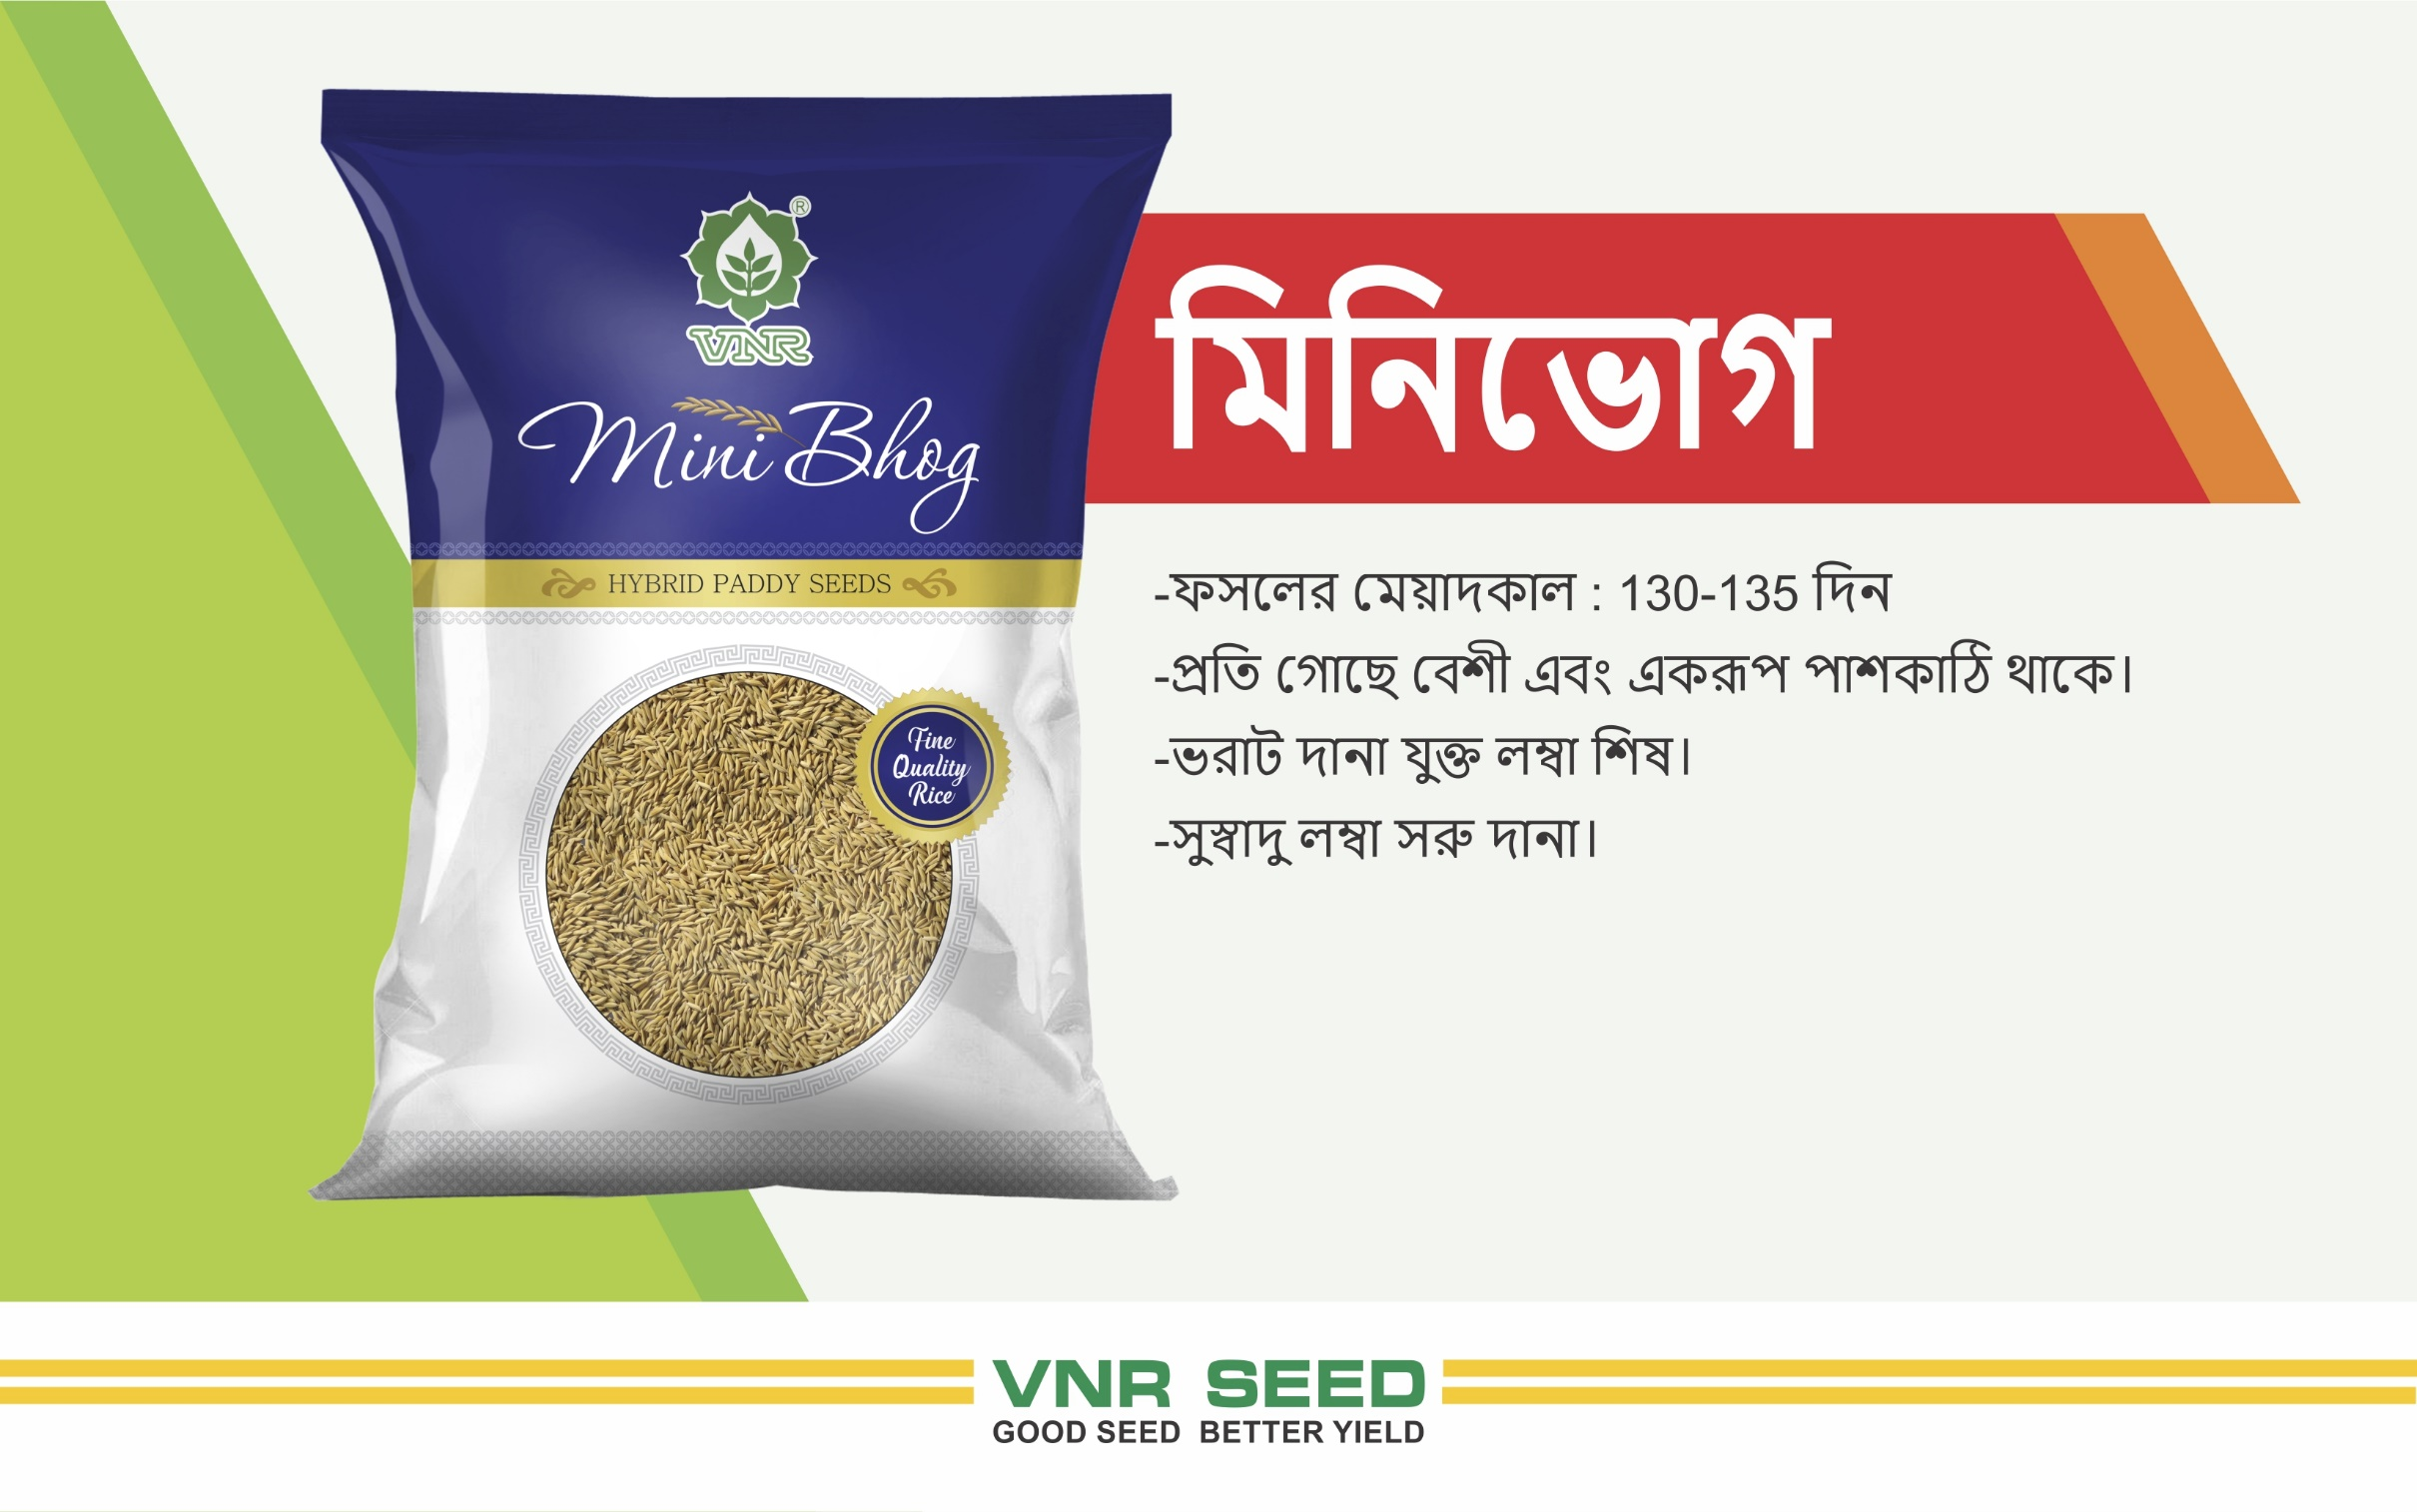 ®
VNR
Mini Bhog
HYBRID PADDY SEEDS
Fine
Quality
Rice
মিনিভোগ
-ফসলের মেয়াদকাল : 130-135 দিন
-প্রতি গোছে বেশী এবং একরূপ পাশকাঠি থাকে।
-ভরাট দানা যুক্ত লম্বা শিষ।
-সুস্বাদু লম্বা সরু দানা।
VNR SEED
GOOD SEED BETTER YIELD